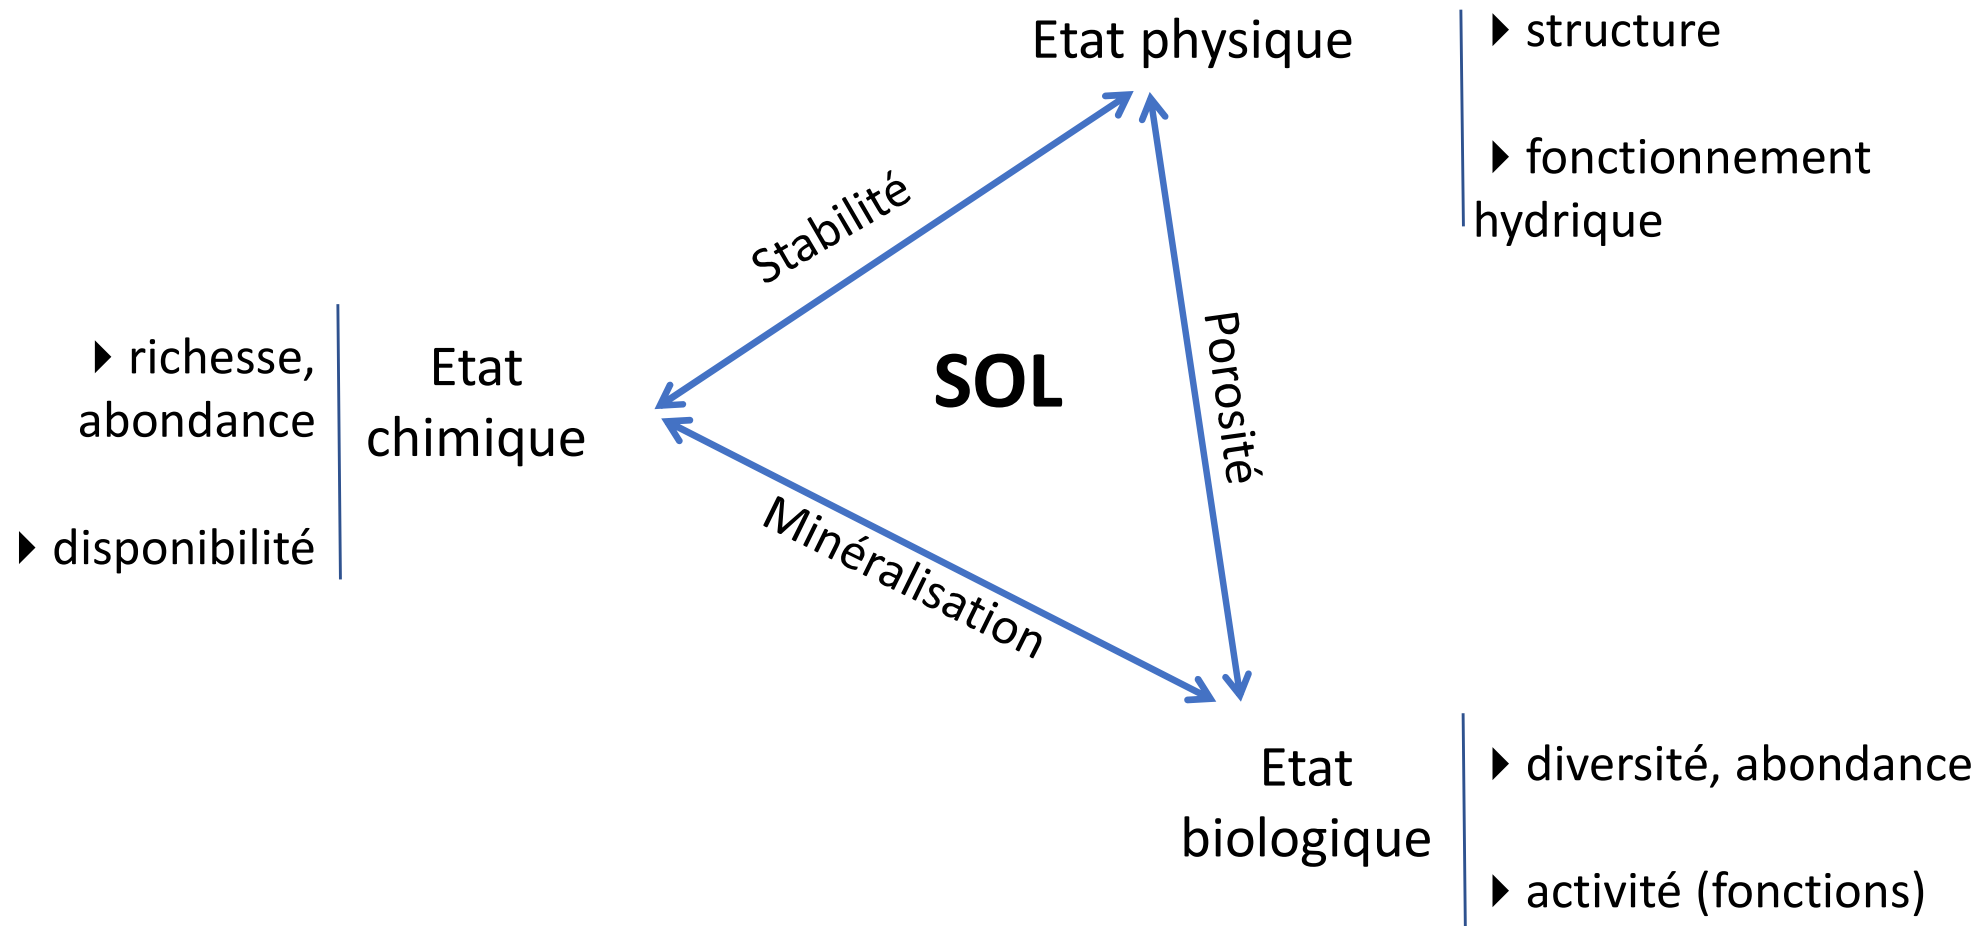 Etat physique
structure
fonctionnement
hydrique
Stabilité
Porosité
SOL
richesse,
abondance
disponibilité
Etat
chimique
Minéralisation
Etat
biologique
diversité, abondance
activité (fonctions)